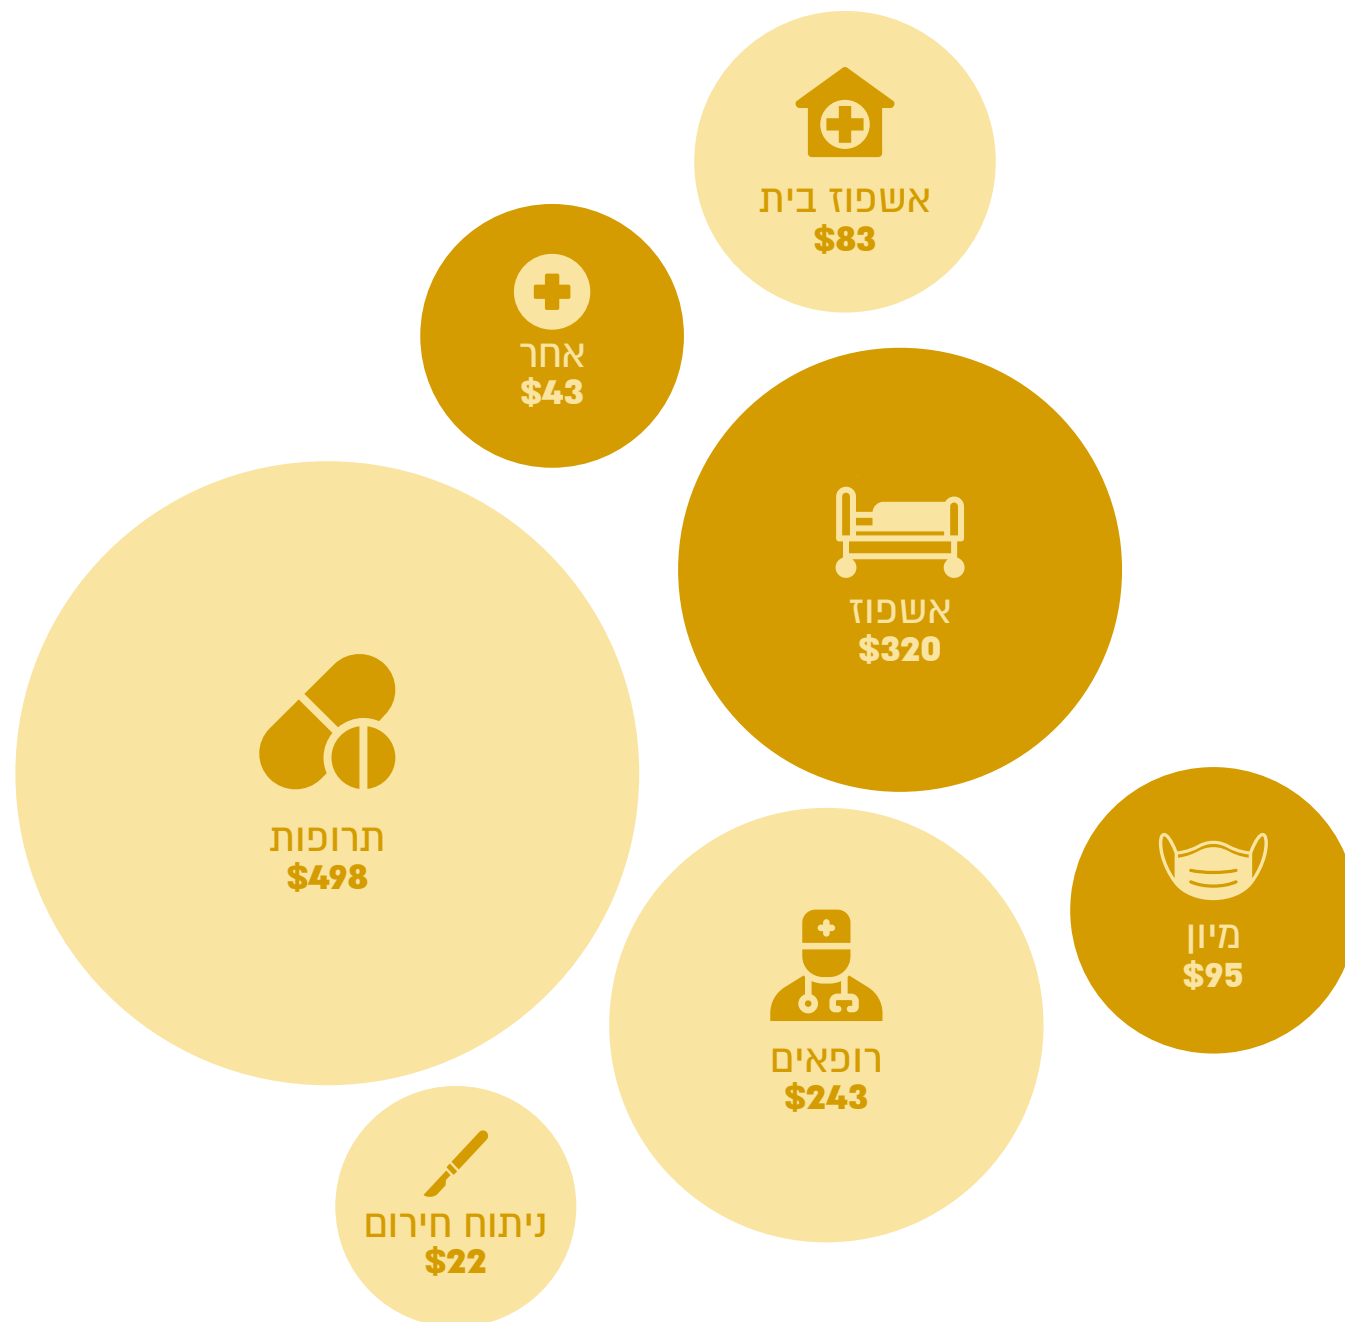 אשפוז בית
$83
אחר
$43
אשפוז
$320
תרופות
$498
מיון
$95
רופאים
$243
ניתוח חירום
$22